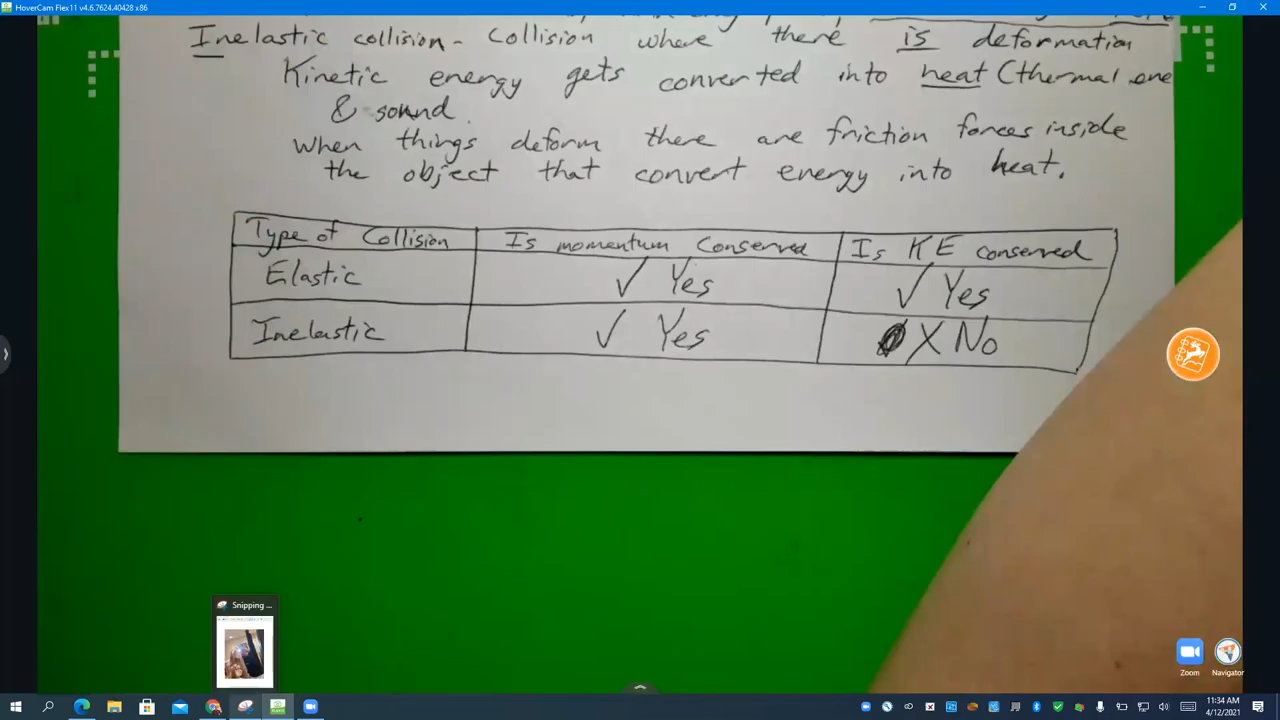 HoverCam Flex11 v4.6.7624.40428 x86
Inelastic collision - Collision where there is deformation
Kinetic energy gets converted into heat (thermal ene
& sound.
When things deform there are friction forces inside
the object that convert energy into heat.
Type of Collision Is momentum Conserved Is KE conserved
Elastic ✓ Yes ✓ Yes
Inelastic ✓ Yes X No
Snipping ...
Zoom Navigator
11:34 AM
4/12/2021